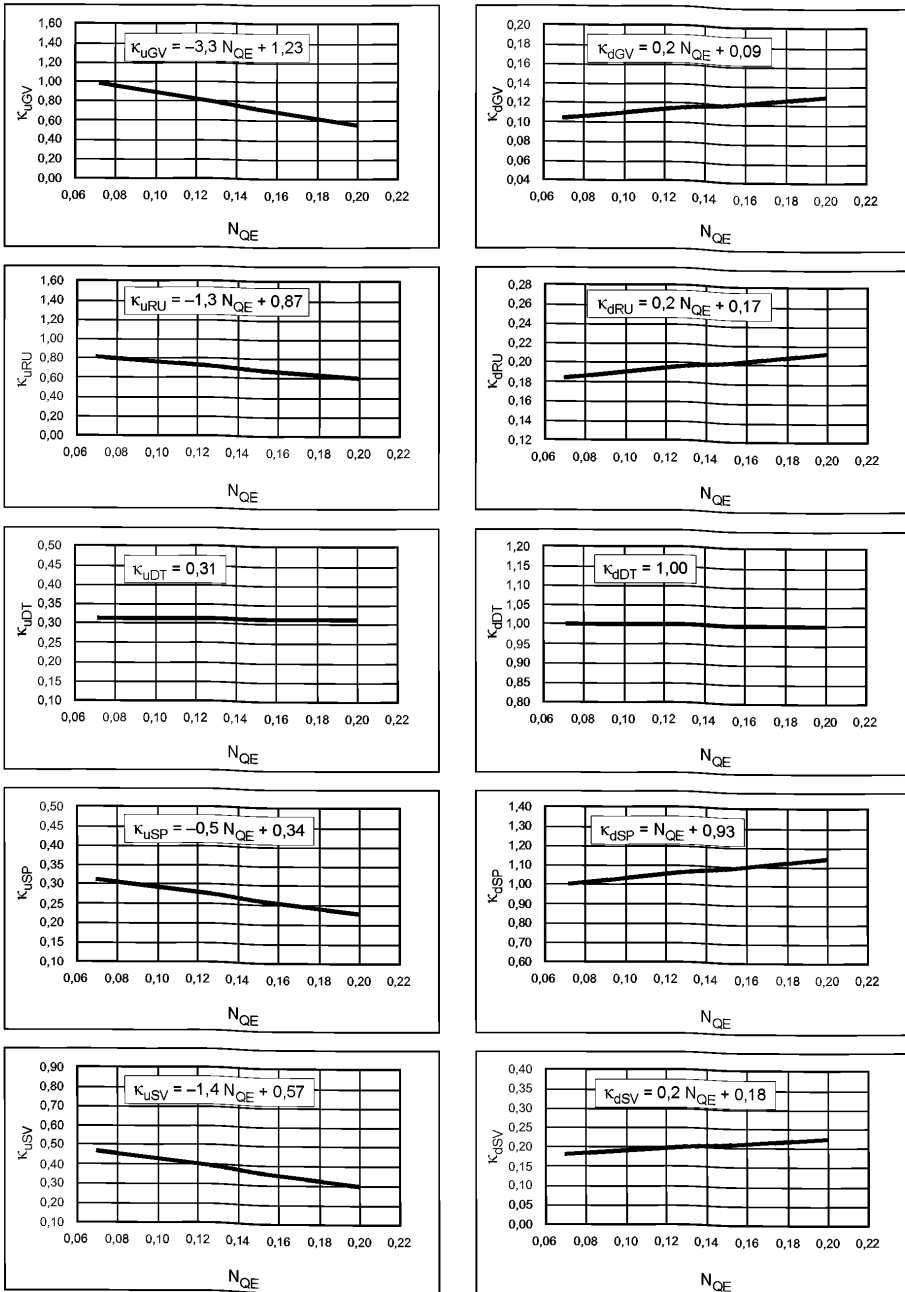 κuGV = –3,3 NQE + 1,23
κuGV
1,60
1,40
1,20
1,00
0,80
0,60
0,40
0,20
0,00
0,06 0,08 0,10 0,12 0,14 0,16 0,18 0,20 0,22
NQE
κdGV = 0,2 NQE + 0,09
κdGV
0,20
0,18
0,16
0,14
0,12
0,10
0,08
0,06
0,04
0,06 0,08 0,10 0,12 0,14 0,16 0,18 0,20 0,22
NQE
κuRU = –1,3 NQE + 0,87
κuRU
1,60
1,40
1,20
1,00
0,80
0,60
0,40
0,20
0,00
0,06 0,08 0,10 0,12 0,14 0,16 0,18 0,20 0,22
NQE
κdRU = 0,2 NQE + 0,17
κdRU
0,28
0,26
0,24
0,22
0,20
0,18
0,16
0,14
0,12
0,06 0,08 0,10 0,12 0,14 0,16 0,18 0,20 0,22
NQE
κuDT = 0,31
κuDT
0,50
0,45
0,40
0,35
0,30
0,25
0,20
0,15
0,10
0,06 0,08 0,10 0,12 0,14 0,16 0,18 0,20 0,22
NQE
κdDT = 1,00
κdDT
1,20
1,15
1,10
1,05
1,00
0,95
0,90
0,85
0,80
0,06 0,08 0,10 0,12 0,14 0,16 0,18 0,20 0,22
NQE
κuSP = –0,5 NQE + 0,34
κuSP
0,50
0,45
0,40
0,35
0,30
0,25
0,20
0,15
0,10
0,06 0,08 0,10 0,12 0,14 0,16 0,18 0,20 0,22
NQE
κdSP = NQE + 0,93
κdSP
1,40
1,30
1,20
1,10
1,00
0,90
0,80
0,70
0,60
0,06 0,08 0,10 0,12 0,14 0,16 0,18 0,20 0,22
NQE
κuSV = –1,4 NQE + 0,57
κuSV
0,90
0,80
0,70
0,60
0,50
0,40
0,30
0,20
0,10
0,06 0,08 0,10 0,12 0,14 0,16 0,18 0,20 0,22
NQE
κdSV = 0,2 NQE + 0,18
κdSV
0,40
0,35
0,30
0,25
0,20
0,15
0,10
0,05
0,00
0,06 0,08 0,10 0,12 0,14 0,16 0,18 0,20 0,22
NQE